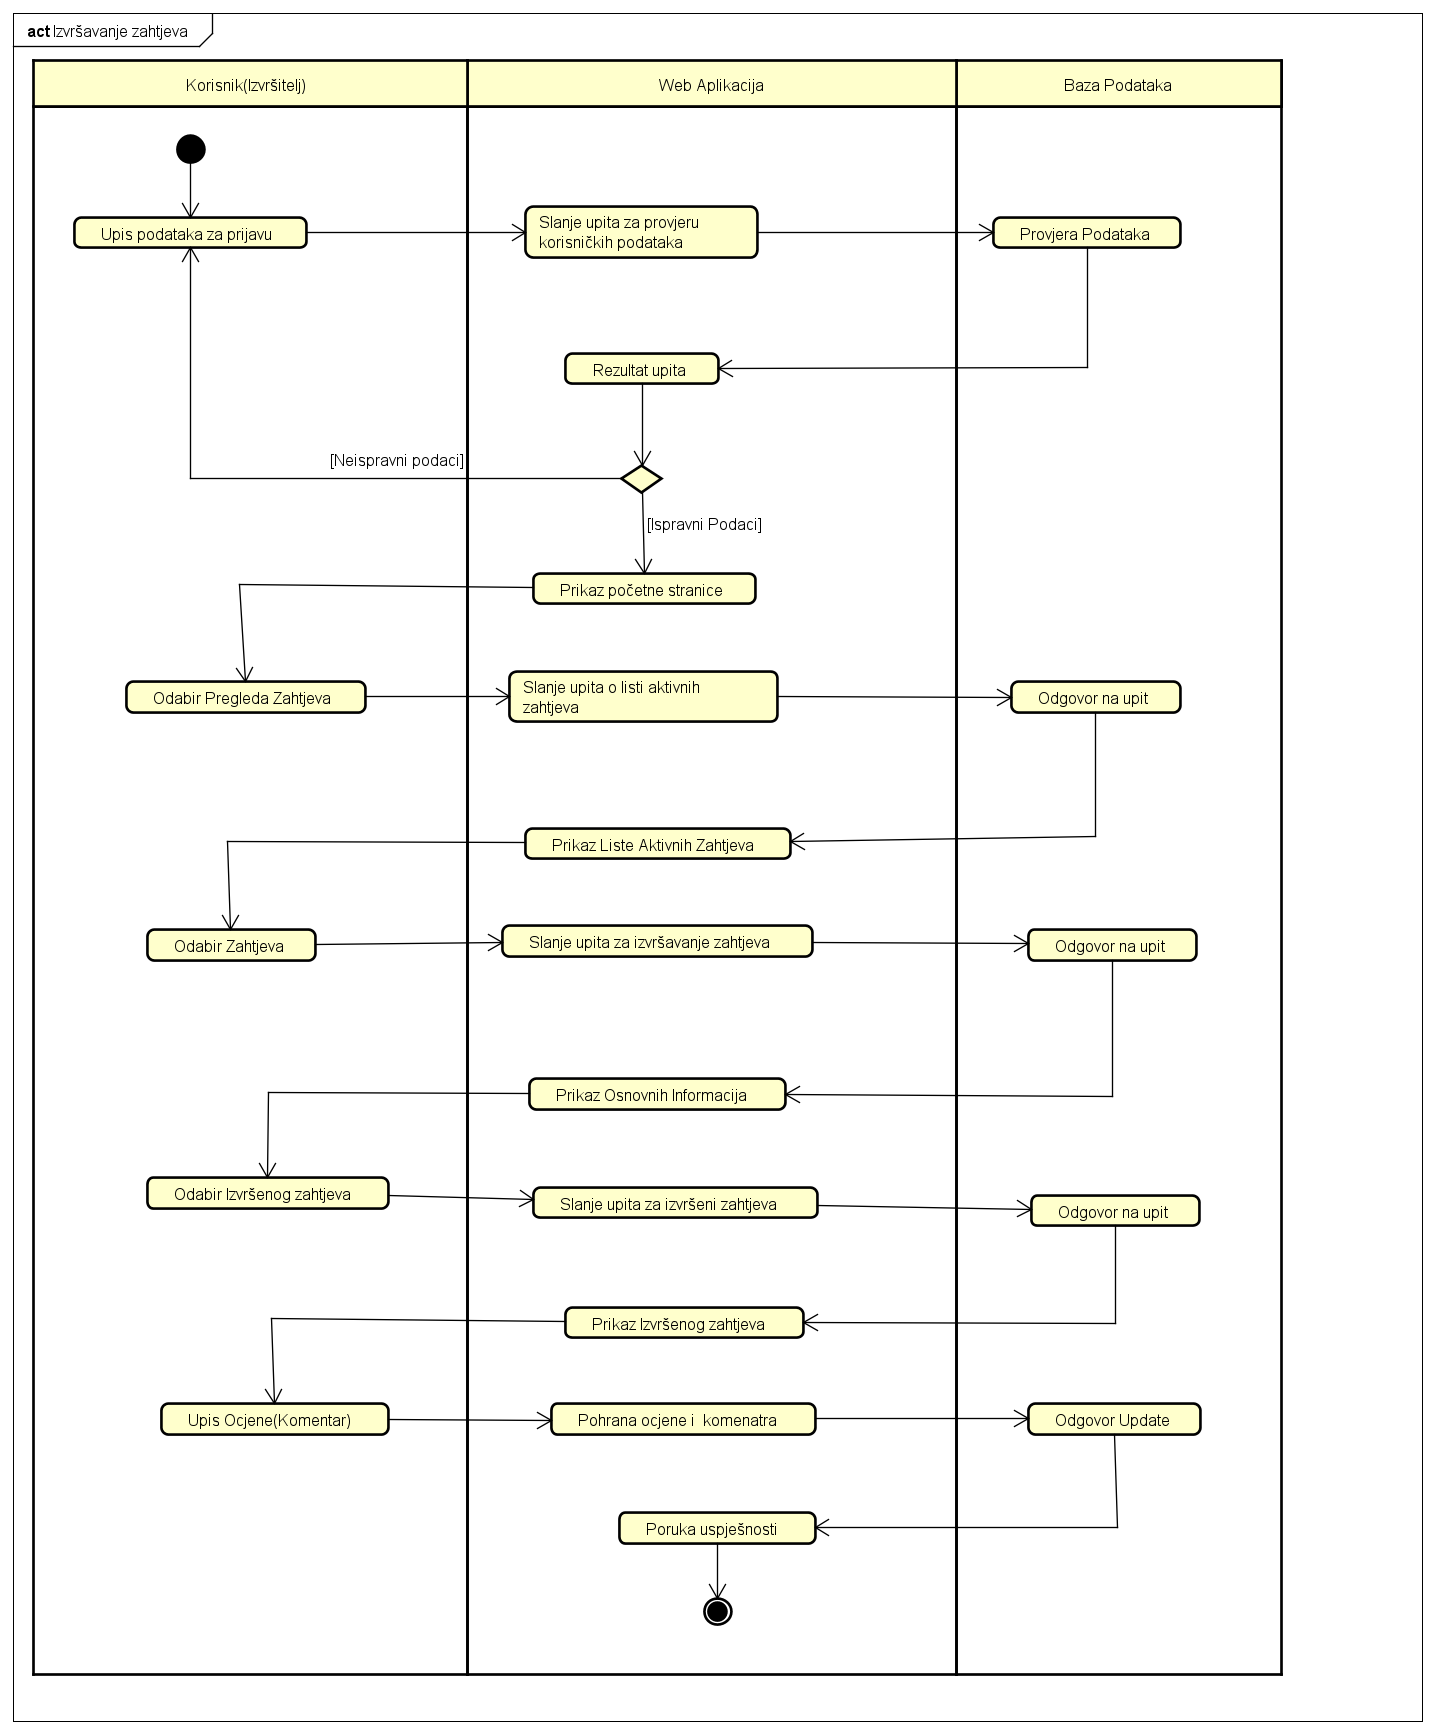 act Izvršavanje zahtjeva
Korisnik(Izvršitelj)
Web Aplikacija
Baza Podataka
Upis podataka za prijavu
Slanje upita za provjeru
korisničkih podataka
Provjera Podataka
Rezultat upita
[Neispravni podaci]
[Ispravni Podaci]
Prikaz početne stranice
Odabir Pregleda Zahtjeva
Slanje upita o listi aktivnih
zahtjeva
Odgovor na upit
Prikaz Liste Aktivnih Zahtjeva
Odabir Zahtjeva
Slanje upita za izvršavanje zahtjeva
Odgovor na upit
Prikaz Osnovnih Informacija
Odabir Izvršenog zahtjeva
Slanje upita za izvršeni zahtjeva
Odgovor na upit
Prikaz Izvršenog zahtjeva
Upis Ocjene(Komentar)
Pohrana ocjene i  komenatra
Odgovor Update
Poruka uspješnosti